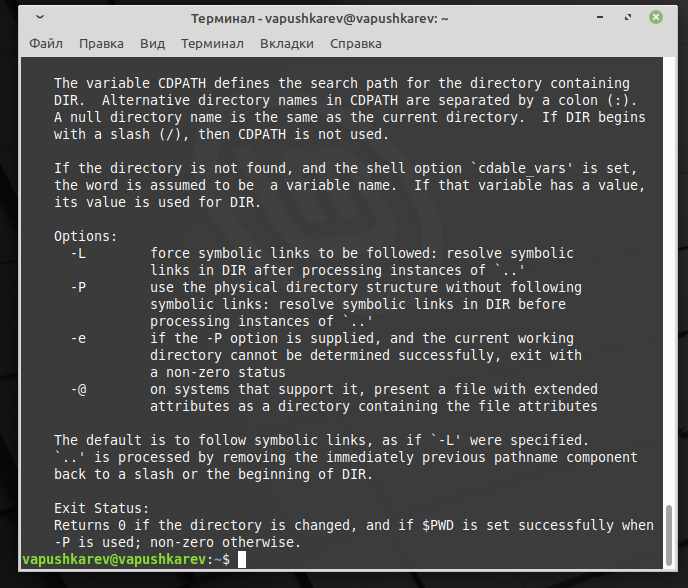 Терминал - vapushkarev@vapushkarev: ~
Файл Правка Вид Терминал Вкладки Справка
The variable CDPATH defines the search path for the directory containing
DIR.  Alternative directory names in CDPATH are separated by a colon (:).
A null directory name is the same as the current directory.  If DIR begins
with a slash (/), then CDPATH is not used.

If the directory is not found, and the shell option `cdable_vars' is set,
the word is assumed to be  a variable name.  If that variable has a value,
its value is used for DIR.

Options:
  -L        force symbolic links to be followed: resolve symbolic
            links in DIR after processing instances of `..'
  -P        use the physical directory structure without following
            symbolic links: resolve symbolic links in DIR before
            processing instances of `..'
  -e        if the -P option is supplied, and the current working
            directory cannot be determined successfully, exit with
            a non-zero status
  -@        on systems that support it, present a file with extended
            attributes as a directory containing the file attributes

The default is to follow symbolic links, as if `-L' were specified.
`..' is processed by removing the immediately previous pathname component
back to a slash or the beginning of DIR.

Exit Status:
Returns 0 if the directory is changed, and if $PWD is set successfully when
-P is used; non-zero otherwise.
vapushkarev@vapushkarev:~$